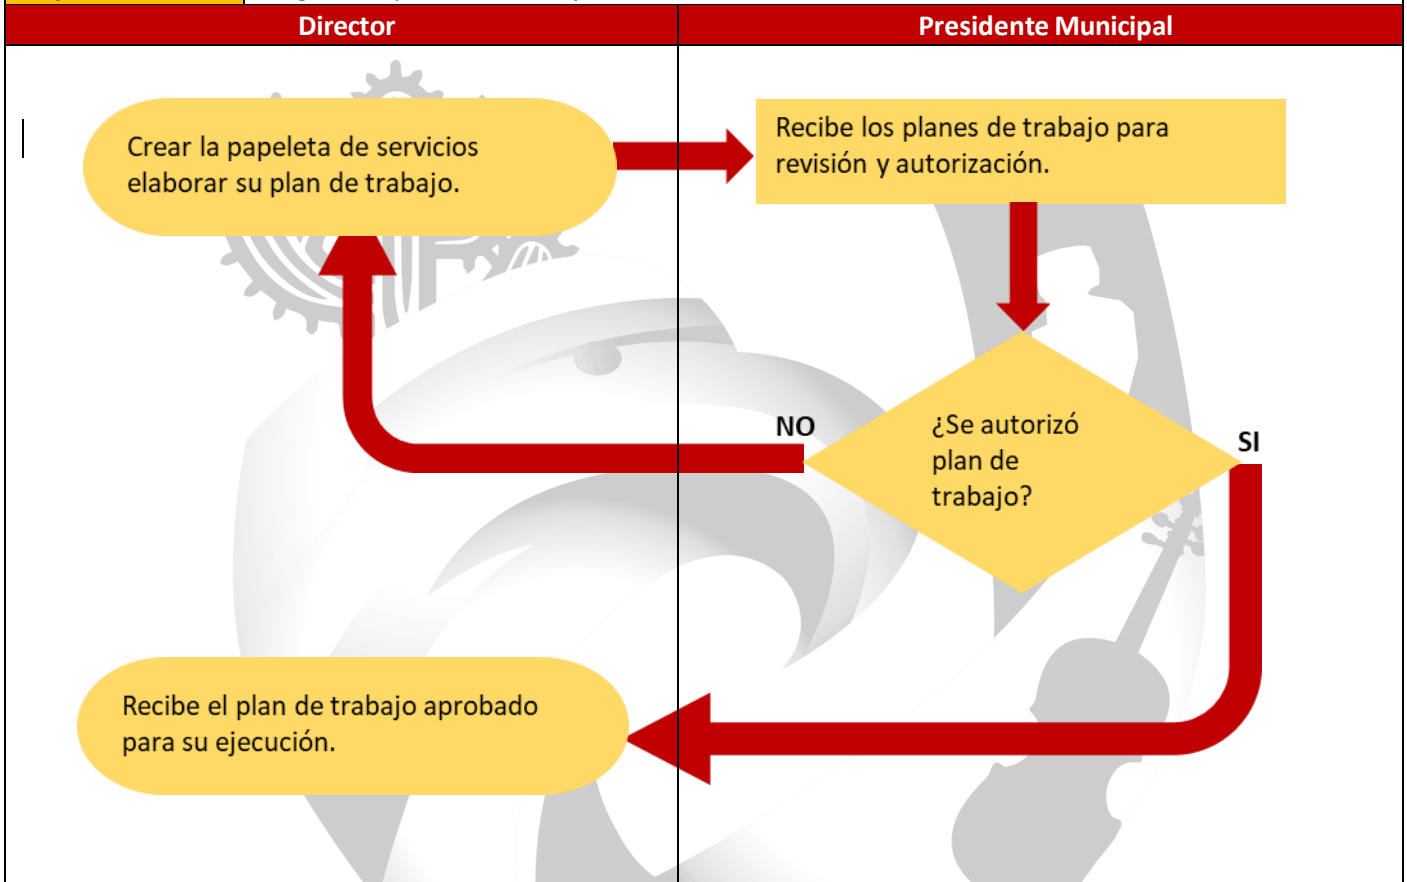 Director
Presidente Municipal
Crear la papeleta de servicios
elaborar su plan de trabajo.
Recibe los planes de trabajo para
revisión y autorización.
NO
¿Se autorizó
plan de
trabajo?
SI
Recibe el plan de trabajo aprobado
para su ejecución.